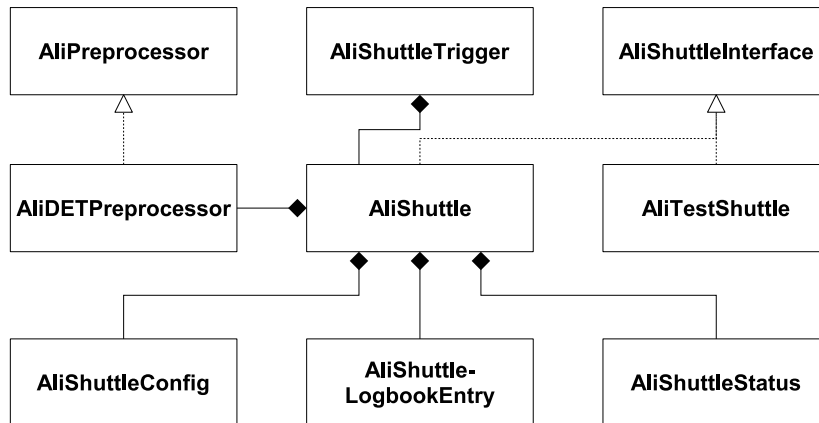 AliPreprocessor
AliShuttleTrigger
AliShuttleInterface
AliDETPreprocessor
AliShuttle
AliTestShuttle
AliShuttleConfig
AliShuttle-
LogbookEntry
AliShuttleStatus